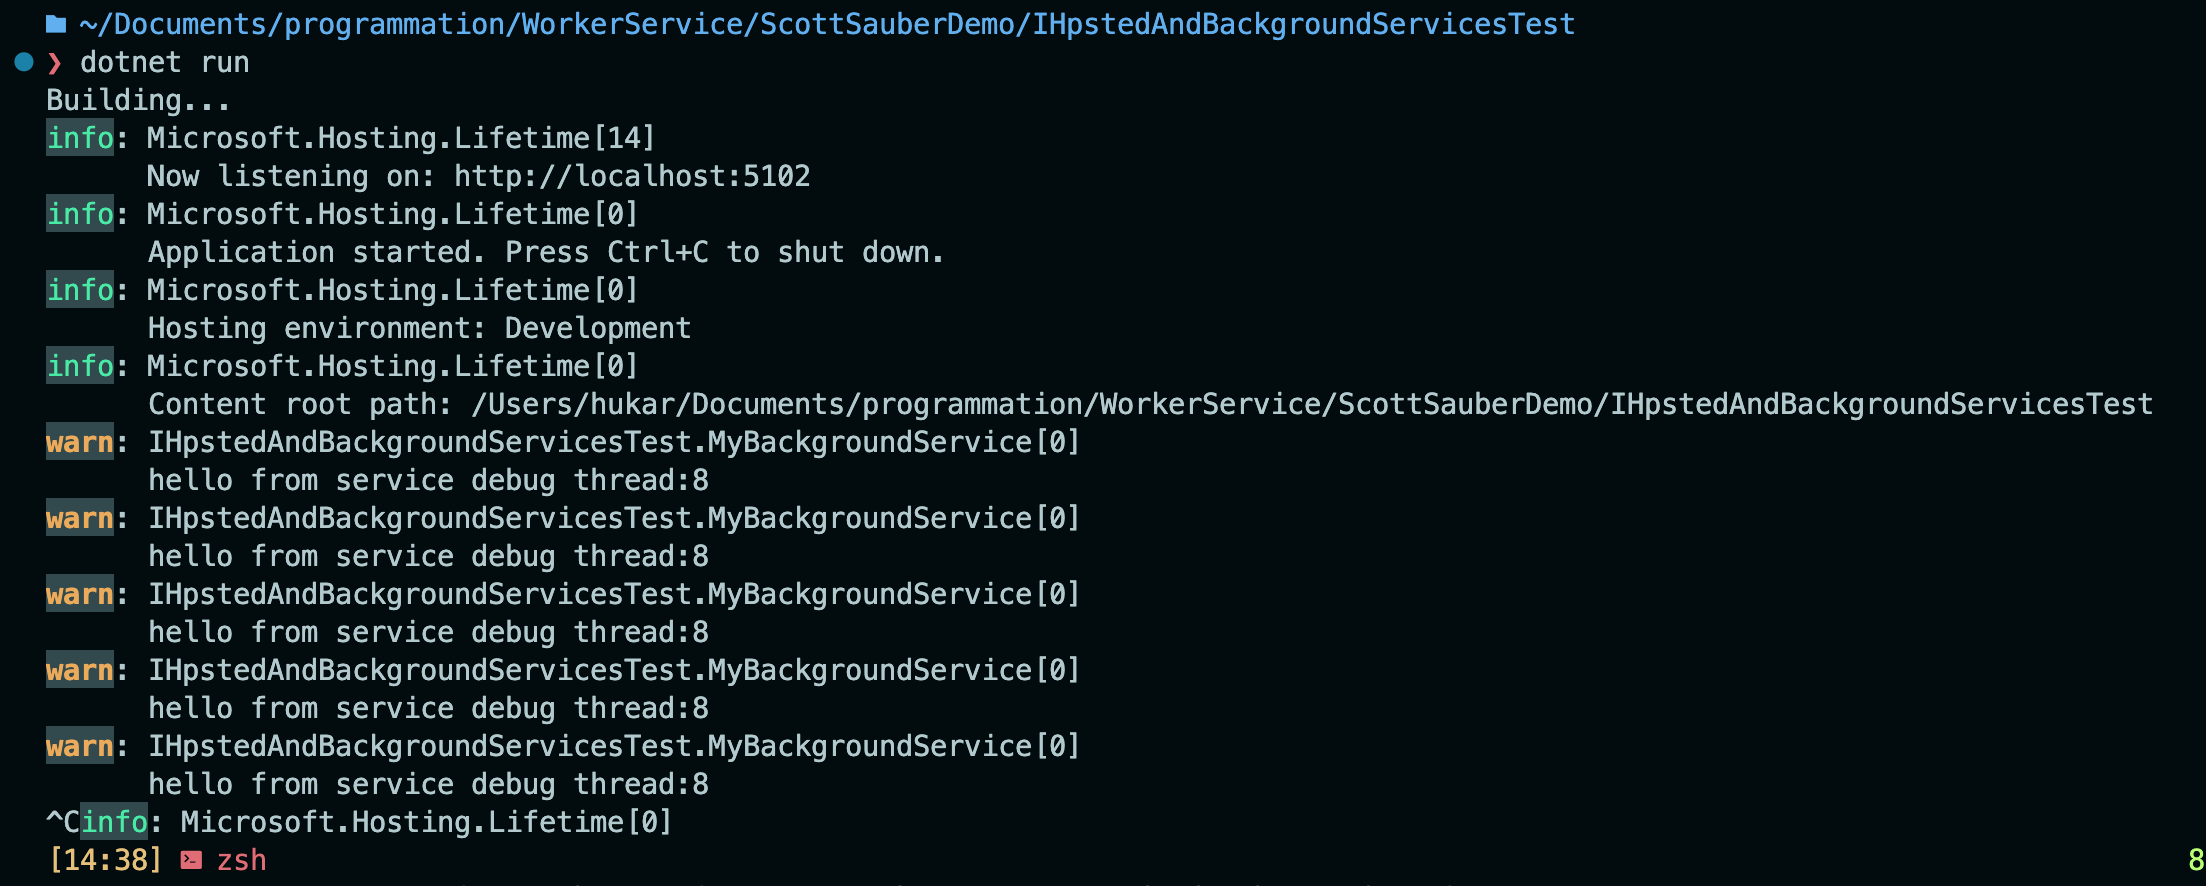 ~/Documents/programmation/WorkerService/ScottSauberDemo/IHpstedAndBackgroundServicesTest
❯ dotnet run
Building...
info: Microsoft.Hosting.Lifetime[14]
Now listening on: http://localhost:5102
info: Microsoft.Hosting.Lifetime[0]
Application started. Press Ctrl+C to shut down.
info: Microsoft.Hosting.Lifetime[0]
Hosting environment: Development
info: Microsoft.Hosting.Lifetime[0]
Content root path: /Users/hukar/Documents/programmation/WorkerService/ScottSauberDemo/IHpstedAndBackgroundServicesTest
warn: IHpstedAndBackgroundServicesTest.MyBackgroundService[0]
hello from service debug thread:8
warn: IHpstedAndBackgroundServicesTest.MyBackgroundService[0]
hello from service debug thread:8
warn: IHpstedAndBackgroundServicesTest.MyBackgroundService[0]
hello from service debug thread:8
warn: IHpstedAndBackgroundServicesTest.MyBackgroundService[0]
hello from service debug thread:8
warn: IHpstedAndBackgroundServicesTest.MyBackgroundService[0]
hello from service debug thread:8
^Cinfo: Microsoft.Hosting.Lifetime[0]
[14:38] zsh 8